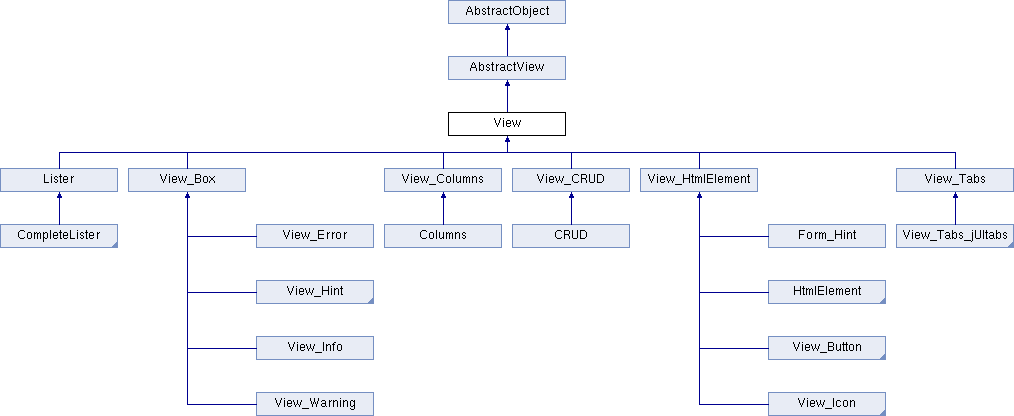 AbstractObject
AbstractView
View
Lister
View_Box
View_Columns
View_CRUD
View_HtmlElement
View_Tabs
CompleteLister
View_Error
Columns
CRUD
Form_Hint
View_Tabs_jUItabs
View_Hint
HtmlElement
View_Info
View_Button
View_Warning
View_Icon